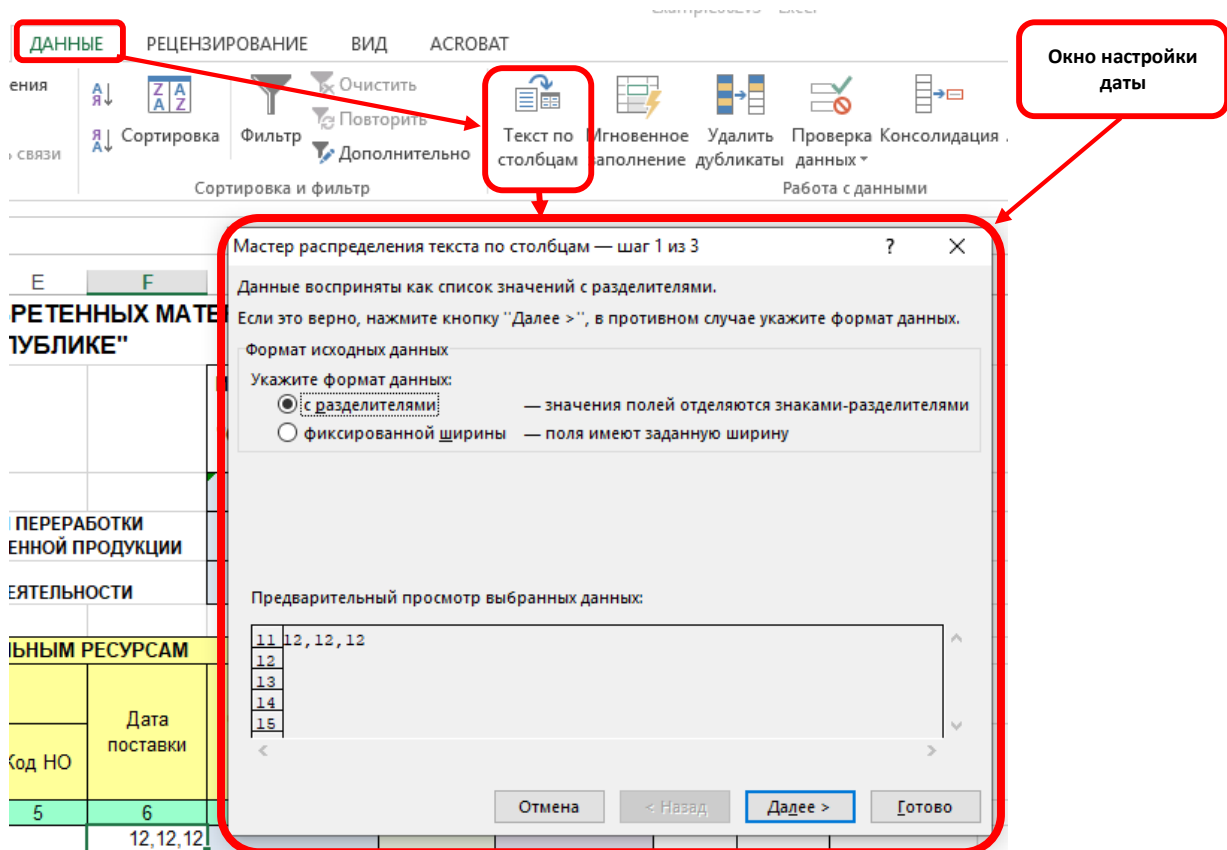 ДАННЫЕ РЕЦЕНЗИРОВАНИЕ ВИД ACROBAT
Окно настройки
даты
ения
Сортировка
Фильтр
Очистить
Повторить
Дополнительно
Текст по
столбцам
Мгновенное
заполнение
Удалить
дубликаты
Проверка
данных
Консолидация
связи
Сортировка и фильтр
Работа с данными
Мастер распределения текста по столбцам — шаг 1 из 3 ?
Данные восприняты как список значений с разделителями.
Если это верно, нажмите кнопку "Далее >", в противном случае укажите формат данных.
Формат исходных данных
Укажите формат данных:
с разделителями — значения полей отделяются знаками-разделителями
фиксированной ширины — поля имеют заданную ширину
Предварительный просмотр выбранных данных:
11 12,12,12
12
13
14
15
Отмена < Назад Далее > Готово
E F
РЕТЕННЫХ МАТЕ
ПУБЛИКЕ"
ПЕРЕРАБОТКИ
ЕННОЙ ПРОДУКЦИИ
ЕЯТЕЛЬНОСТИ
ЬНЫМ РЕСУРСАМ
Дата
поставки
Код НО
5 6
12,12,12